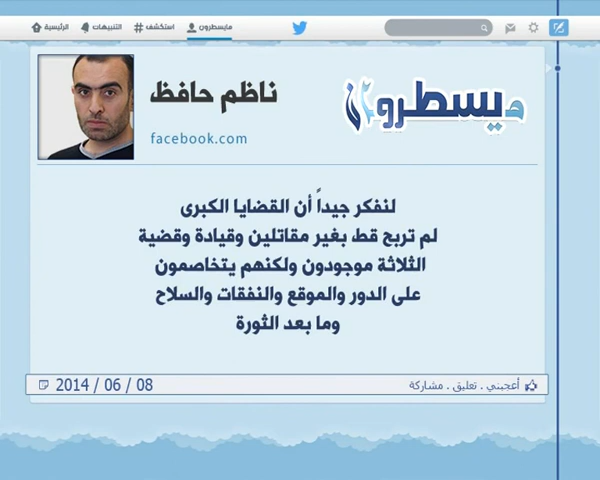 الرئيسية
التنبيهات
استكشف
مايسطرون
ناظم حافظ
facebook.com
مايسطرون
لنفكر جيداً أن القضايا الكبرى
لم تربح قط بغير مقاتلين وقيادة وقضية
الثلاثة موجودون ولكنهم يتخاصمون
على الدور والموقع والنفقات والسلاح
وما بعد الثورة
أعجبني . تعليق . مشاركة
2014 / 06 / 08